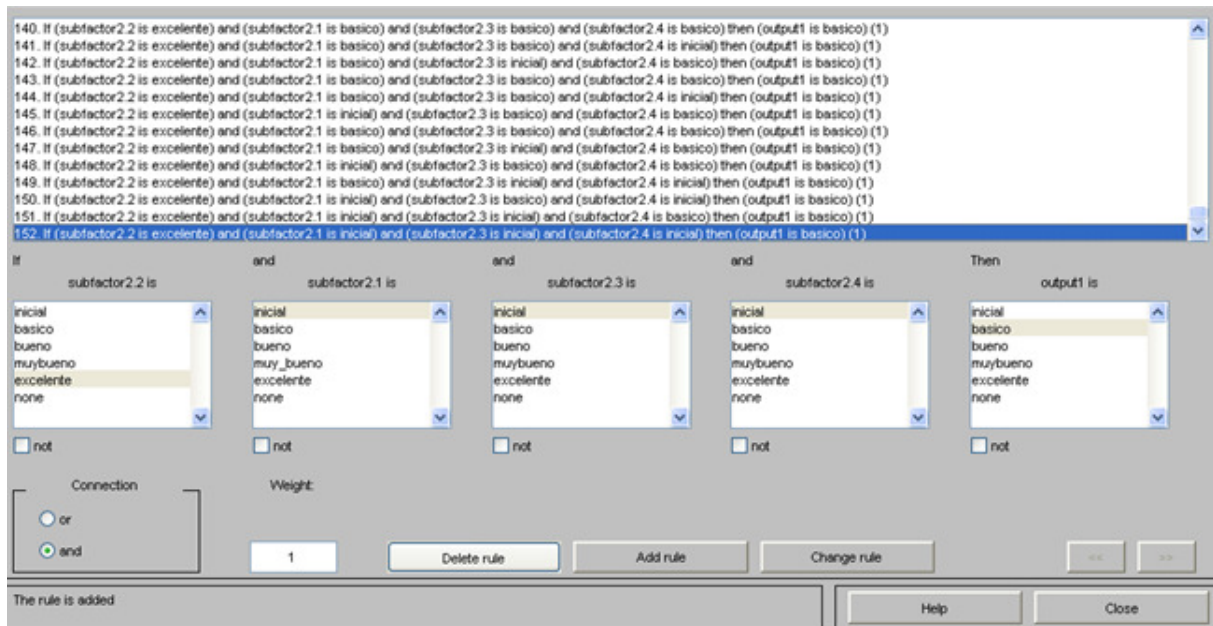 140. If (subfactor2.2 is excelente) and (subfactor2.1 is basico) and (subfactor2.3 is basico) and (subfactor2.4 is basico) then (output1 is basico) (1)
141. If (subfactor2.2 is excelente) and (subfactor2.1 is basico) and (subfactor2.3 is basico) and (subfactor2.4 is inicial) then (output1 is basico) (1)
142. If (subfactor2.2 is excelente) and (subfactor2.1 is basico) and (subfactor2.3 is inicial) and (subfactor2.4 is basico) then (output1 is basico) (1)
143. If (subfactor2.2 is excelente) and (subfactor2.1 is basico) and (subfactor2.3 is basico) and (subfactor2.4 is basico) then (output1 is basico) (1)
144. If (subfactor2.2 is excelente) and (subfactor2.1 is basico) and (subfactor2.3 is basico) and (subfactor2.4 is inicial) then (output1 is basico) (1)
145. If (subfactor2.2 is excelente) and (subfactor2.1 is inicial) and (subfactor2.3 is basico) and (subfactor2.4 is basico) then (output1 is basico) (1)
146. If (subfactor2.2 is excelente) and (subfactor2.1 is basico) and (subfactor2.3 is basico) and (subfactor2.4 is basico) then (output1 is basico) (1)
147. If (subfactor2.2 is excelente) and (subfactor2.1 is basico) and (subfactor2.3 is inicial) and (subfactor2.4 is basico) then (output1 is basico) (1)
148. If (subfactor2.2 is excelente) and (subfactor2.1 is inicial) and (subfactor2.3 is basico) and (subfactor2.4 is basico) then (output1 is basico) (1)
149. If (subfactor2.2 is excelente) and (subfactor2.1 is basico) and (subfactor2.3 is inicial) and (subfactor2.4 is inicial) then (output1 is basico) (1)
150. If (subfactor2.2 is excelente) and (subfactor2.1 is inicial) and (subfactor2.3 is basico) and (subfactor2.4 is inicial) then (output1 is basico) (1)
151. If (subfactor2.2 is excelente) and (subfactor2.1 is inicial) and (subfactor2.3 is inicial) and (subfactor2.4 is basico) then (output1 is basico) (1)
152. If (subfactor2.2 is excelente) and (subfactor2.1 is inicial) and (subfactor2.3 is inicial) and (subfactor2.4 is inicial) then (output1 is basico) (1)
If and and and Then
subfactor2.2 is subfactor2.1 is subfactor2.3 is subfactor2.4 is output1 is
inicial inicial inicial inicial inicial
basico basico basico basico basico
bueno bueno bueno bueno bueno
muybueno muy_bueno muybueno muybueno muybueno
excelente excelente excelente excelente excelente
none none none none none
not not not not not
Connection Weight:
or
and 1 Delete rule Add rule Change rule << >>
The rule is added Help Close